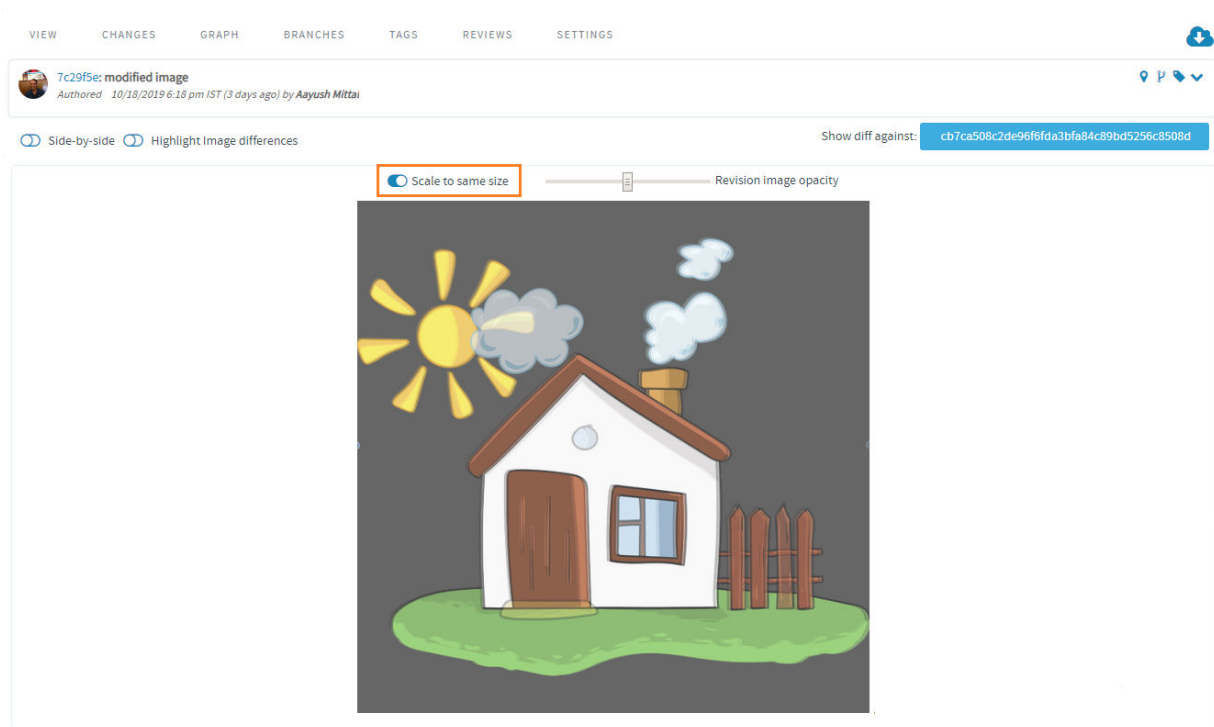 VIEW CHANGES GRAPH BRANCHES TAGS REVIEWS SETTINGS
7c29f5e: modified image
Authored 10/18/2019 6:18 pm IST (3 days ago) by Aayush Mittal
Side-by-side Highlight Image differences Show diff against: cb7ca508c2de96f6fda3bfa84c89bd5256c8508d
Scale to same size Revision image opacity